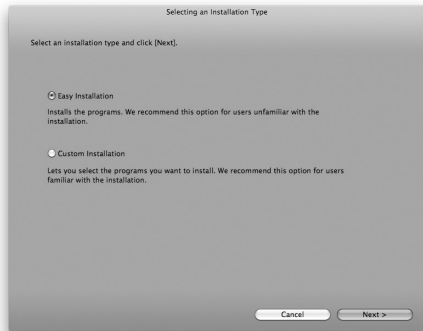 Selecting an Installation Type
Select an installation type and click [Next].
Easy Installation
Installs the programs. We recommend this option for users unfamiliar with the
installation.
Custom Installation
Lets you select the programs you want to install. We recommend this option for users
familiar with the installation.
Cancel
Next >